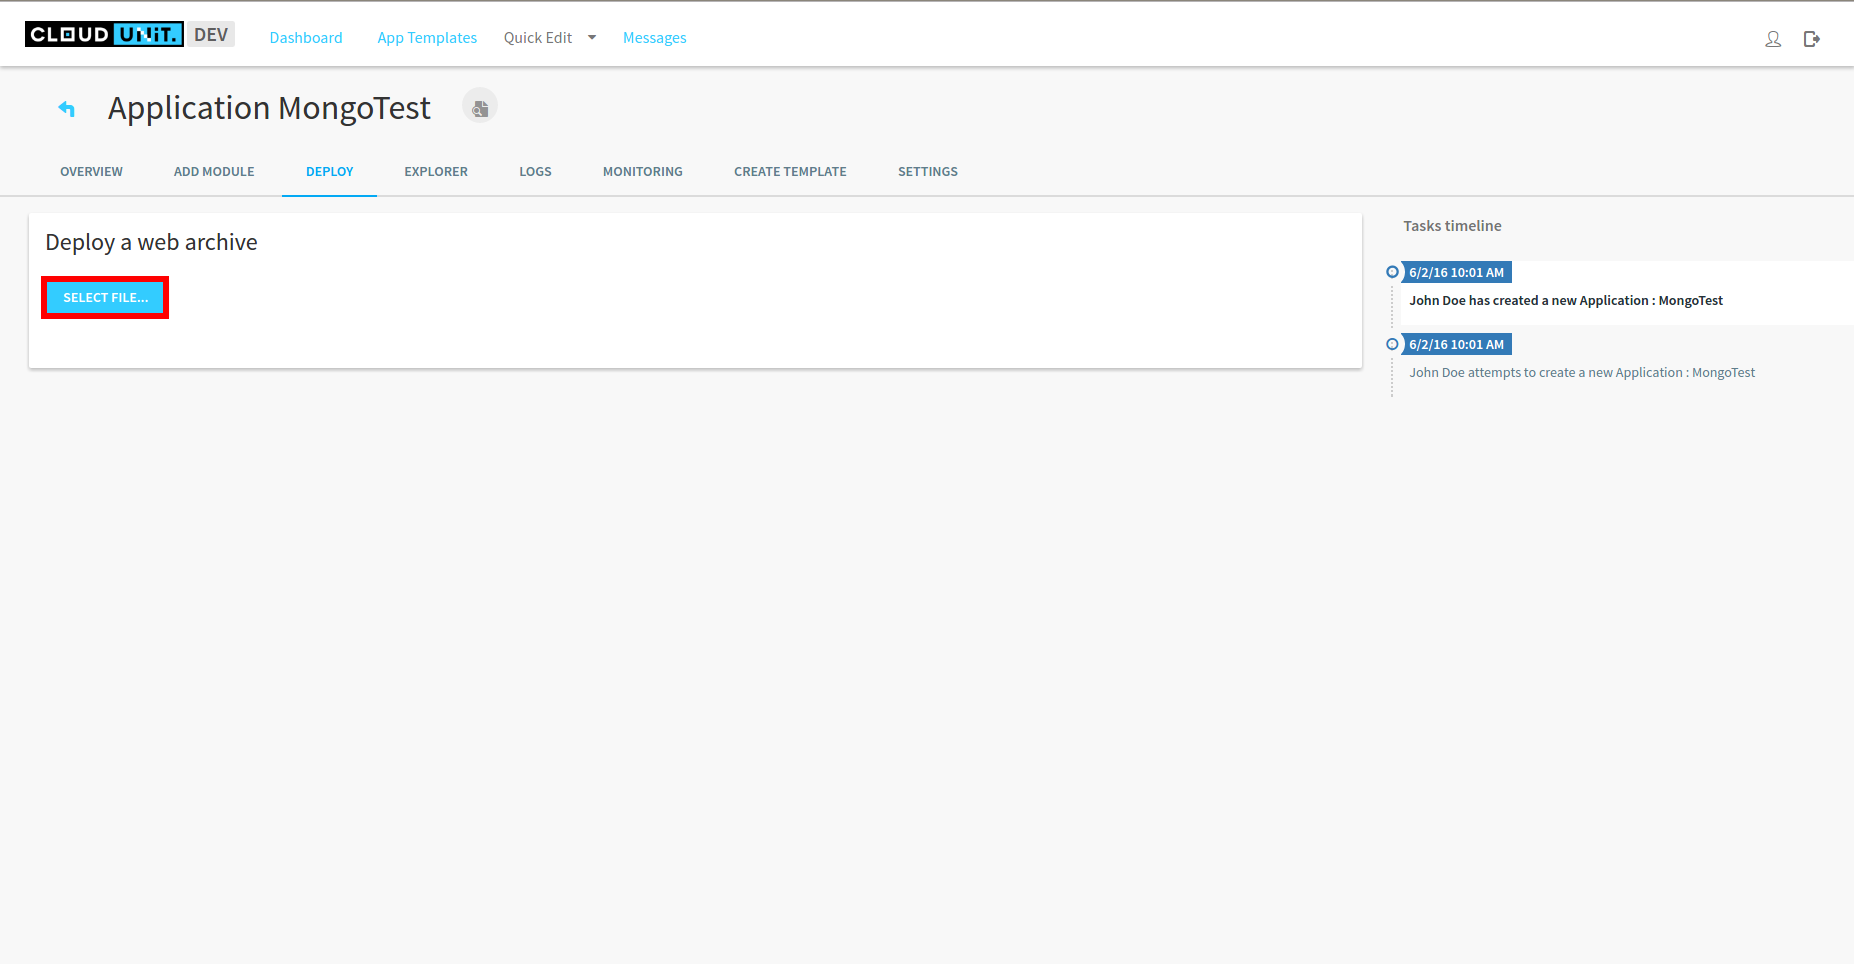 CLOUD UNIT. DEV Dashboard App Templates Quick Edit Messages
Application MongoTest
OVERVIEW ADD MODULE DEPLOY EXPLORER LOGS MONITORING CREATE TEMPLATE SETTINGS
Deploy a web archive
SELECT FILE...
Tasks timeline
6/2/16 10:01 AM
John Doe has created a new Application : MongoTest
6/2/16 10:01 AM
John Doe attempts to create a new Application : MongoTest